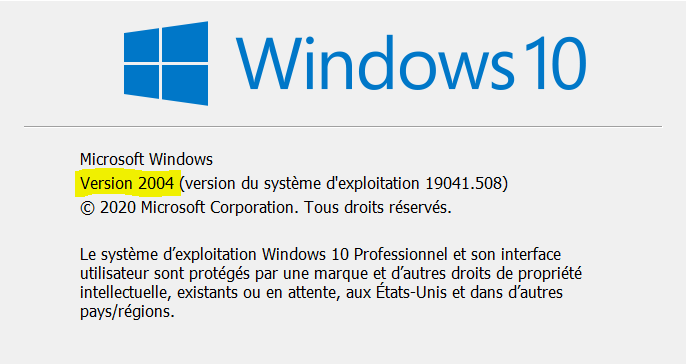 Windows 10
Microsoft Windows
Version 2004 (version du système d'exploitation 19041.508)
© 2020 Microsoft Corporation. Tous droits réservés.
Le système d’exploitation Windows 10 Professionnel et son interface
utilisateur sont protégés par une marque et d’autres droits de propriété
intellectuelle, existants ou en attente, aux États-Unis et dans d’autres
pays/régions.